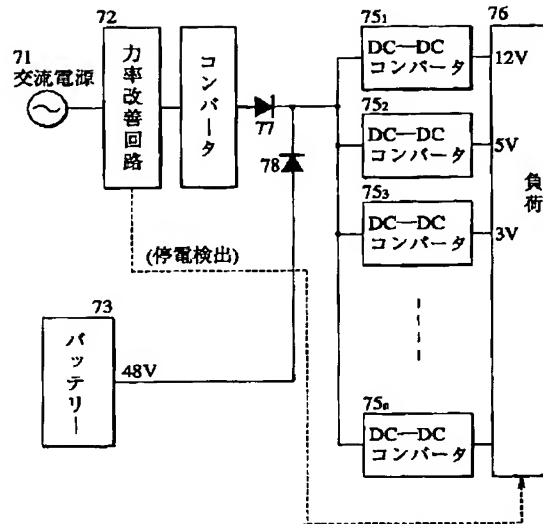 71
交流電源
72
力率改善回路
コンバータ
77
78
75₁
DC—DC
コンバータ
12V
75₂
DC—DC
コンバータ
5V
75₃
DC—DC
コンバータ
3V
75ₙ
DC—DC
コンバータ
76
負荷
(停電検出)
73
バッテリー
48V